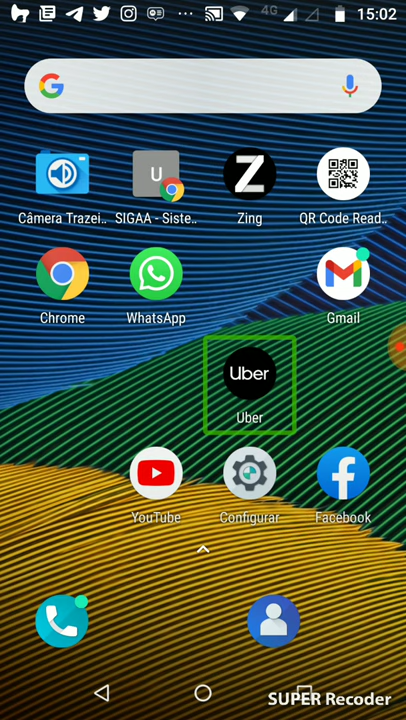 4G
15:02
G
Câmera Trazei..
U
SIGAA - Siste..
Z
Zing
QR Code Read..
Chrome
WhatsApp
Gmail
Uber
Uber
YouTube
Configurar
Facebook
SUPER Recoder